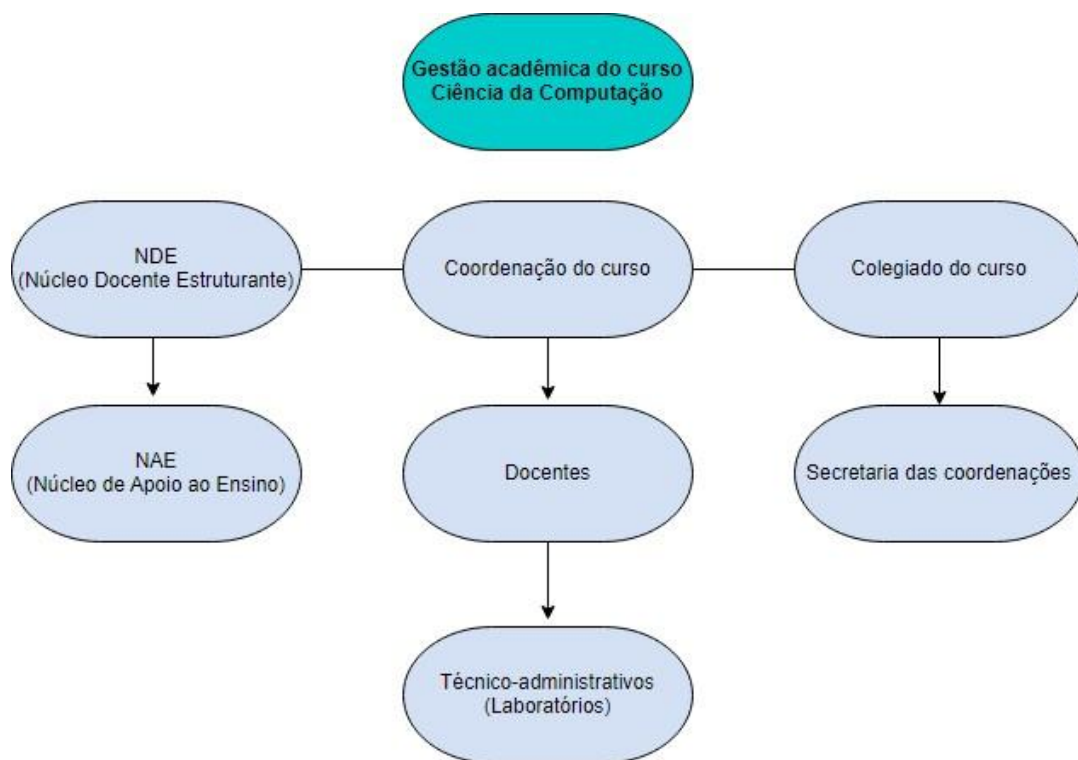 Gestão acadêmica do curso
Ciência da Computação
NDE
(Núcleo Docente Estruturante)
Coordenação do curso
Colegiado do curso
NAE
(Núcleo de Apoio ao Ensino)
Docentes
Secretaria das coordenações
Técnico-administrativos
(Laboratórios)